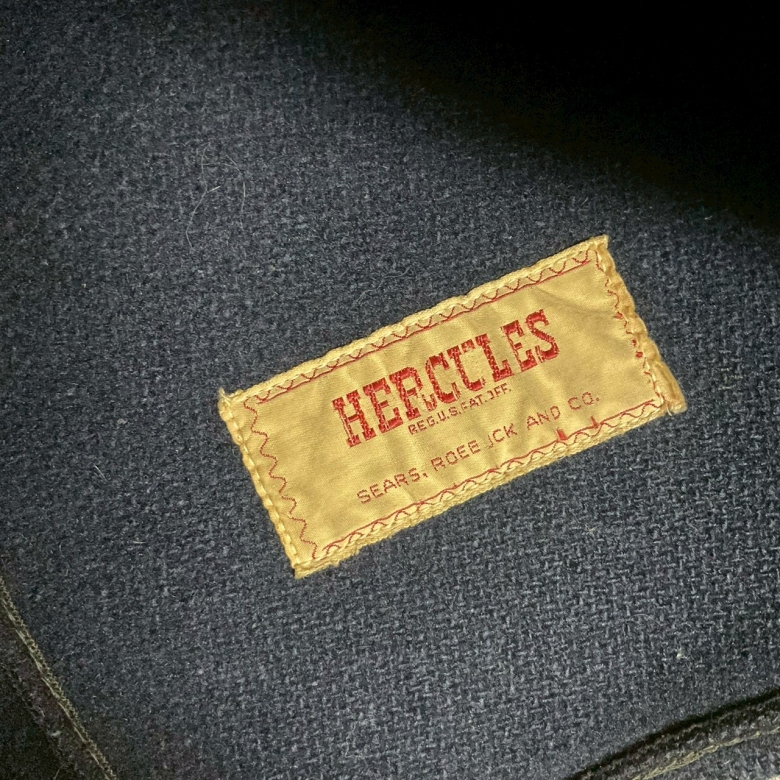 HERCULES
REG.U.S.PAT.OFF.
SEARS, ROEBUCK AND CO.